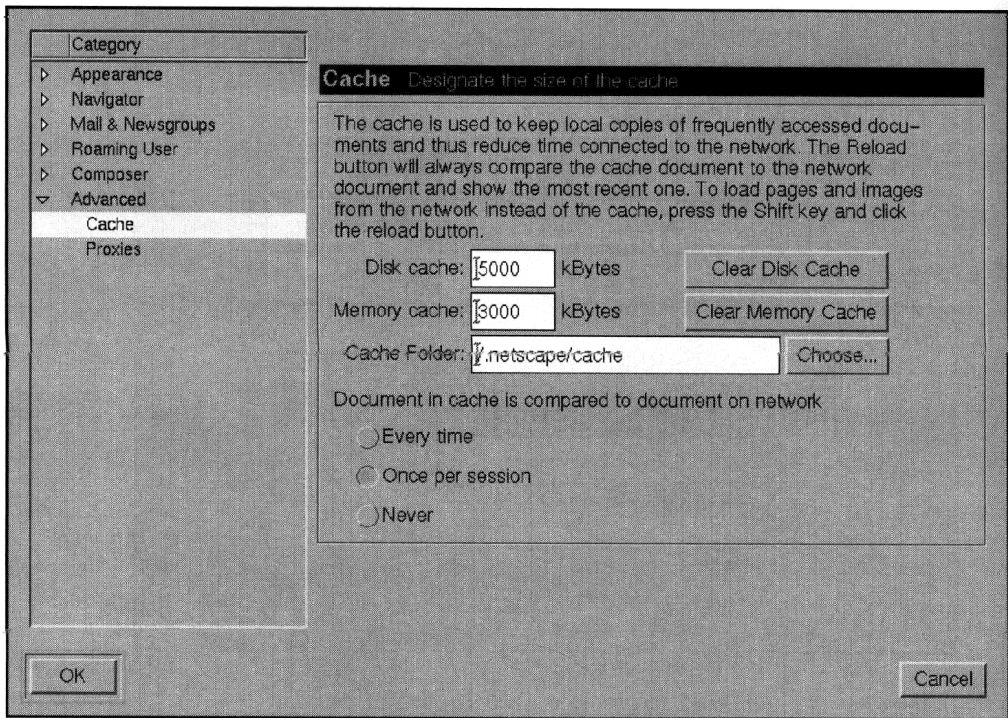 Category
Appearance
Navigator
Mail & Newsgroups
Roaming User
Composer
Advanced
Cache
Proxies
Cache Designate the size of the cache
The cache is used to keep local copies of frequently accessed docu-
ments and thus reduce time connected to the network. The Reload
button will always compare the cache document to the network
document and show the most recent one. To load pages and images
from the network instead of the cache, press the Shift key and click
the reload button.
Disk cache: 5000 kBytes Clear Disk Cache
Memory cache: 3000 kBytes Clear Memory Cache
Cache Folder: /.netscape/cache Choose...
Document in cache is compared to document on network
Every time
Once per session
Never
OK Cancel